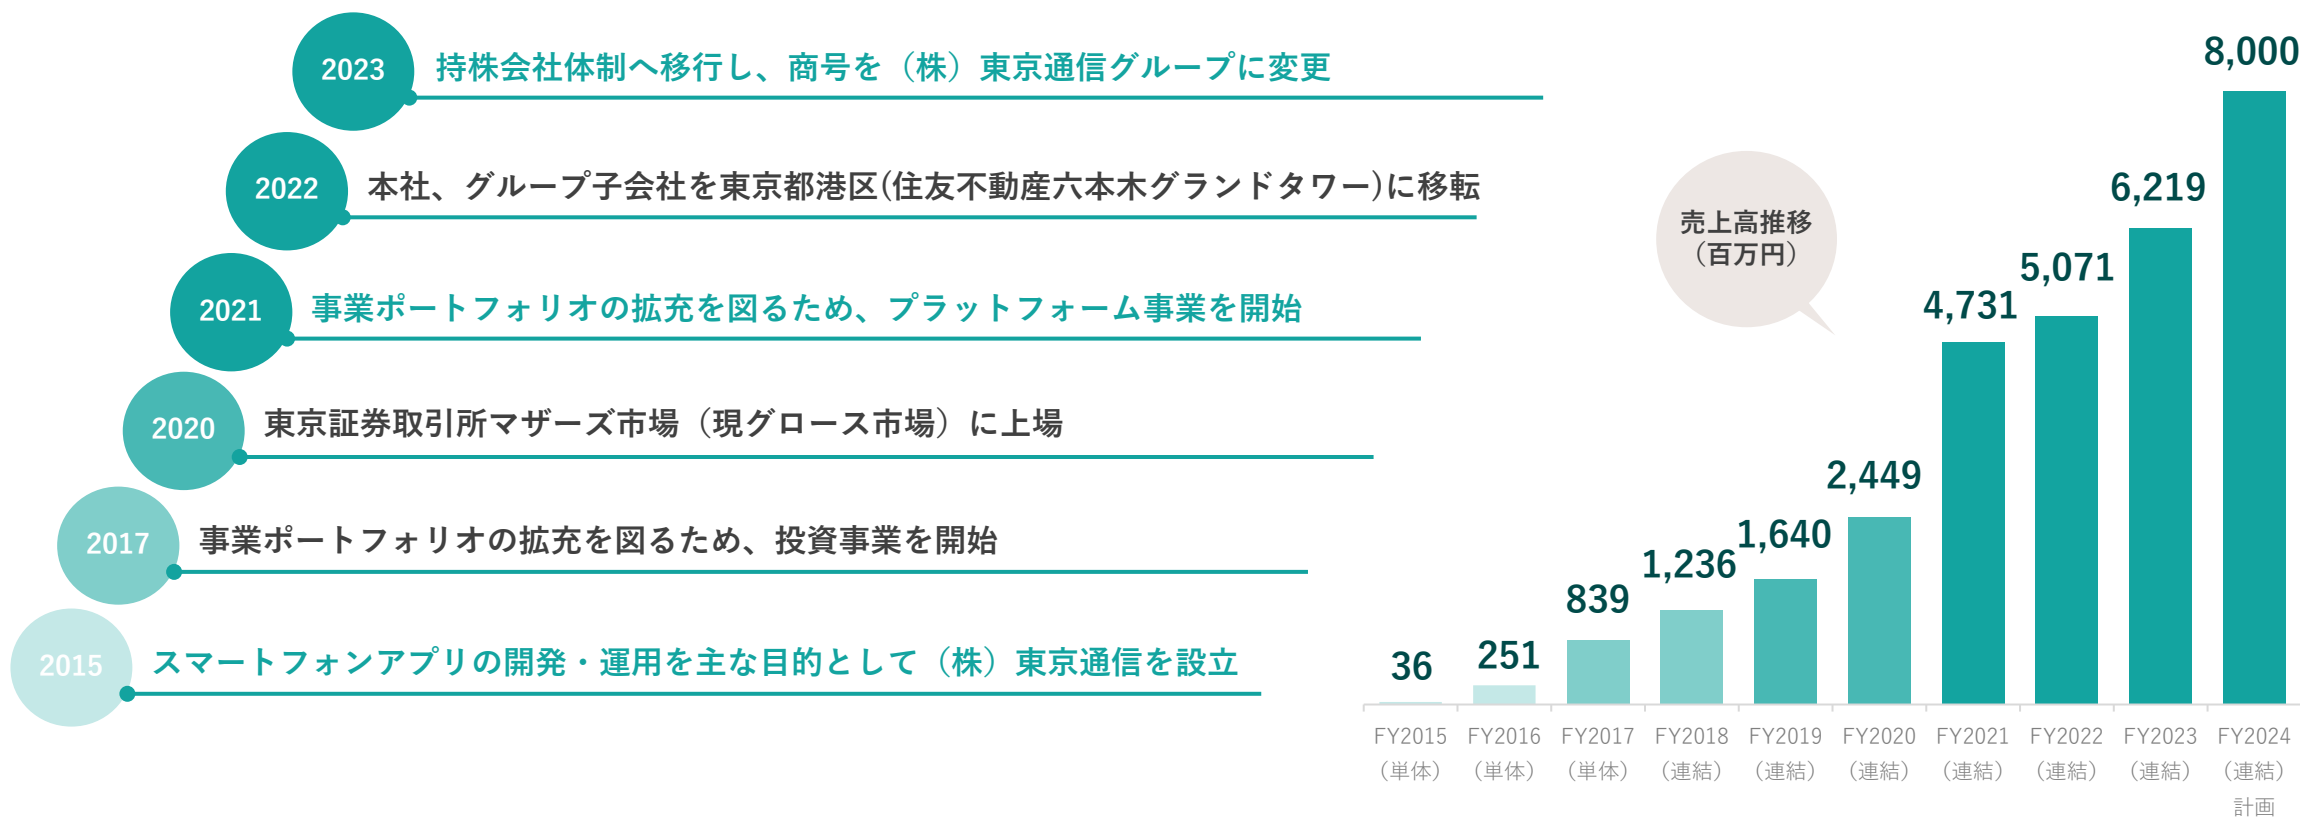 2023
持株会社体制へ移行し、商号を（株）東京通信グループに変更
2022
本社、グループ子会社を東京都港区(住友不動産六本木グランドタワー)に移転
2021
事業ポートフォリオの拡充を図るため、プラットフォーム事業を開始
2020
東京証券取引所マザーズ市場（現グロース市場）に上場
2017
事業ポートフォリオの拡充を図るため、投資事業を開始
2015
スマートフォンアプリの開発・運用を主な目的として（株）東京通信を設立
売上高推移
（百万円）
36
251
839
1,236
1,640
2,449
4,731
5,071
6,219
8,000
FY2015
（単体）
FY2016
（単体）
FY2017
（単体）
FY2018
（連結）
FY2019
（連結）
FY2020
（連結）
FY2021
（連結）
FY2022
（連結）
FY2023
（連結）
FY2024
（連結）
計画